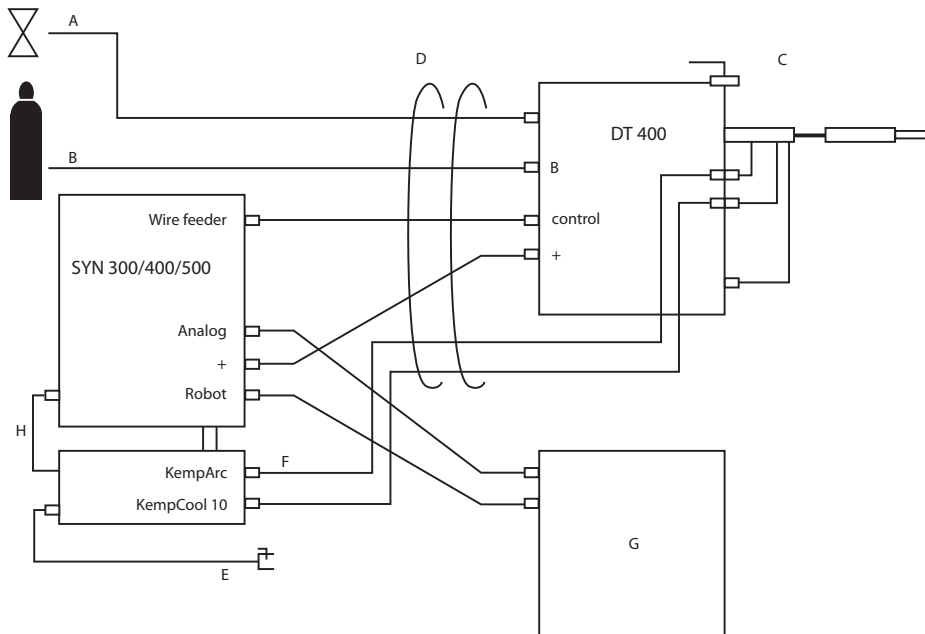 A
D
C
DT 400
B
B
Wire feeder
control
SYN 300/400/500
+
Analog
+
Robot
H
F
KempArc
KempCool 10
G
E